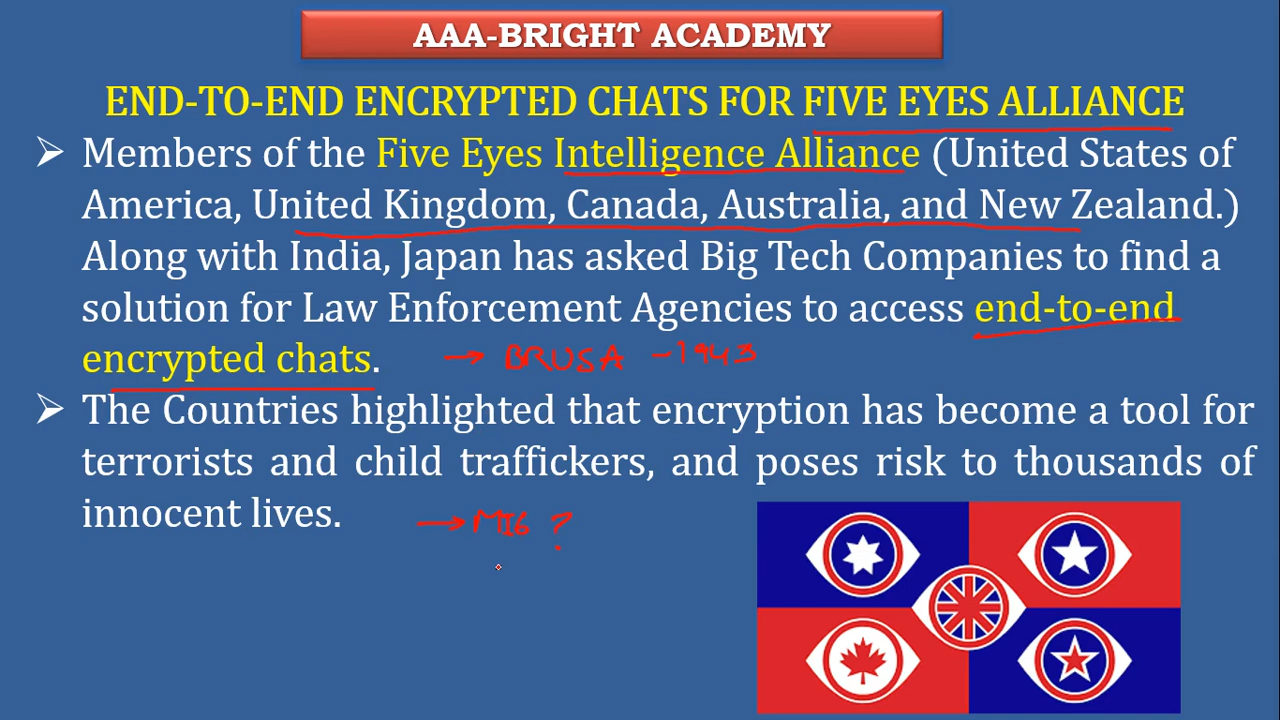 AAA-BRIGHT ACADEMY
END-TO-END ENCRYPTED CHATS FOR FIVE EYES ALLIANCE
➢ Members of the Five Eyes Intelligence Alliance (United States of
America, United Kingdom, Canada, Australia, and New Zealand.)
Along with India, Japan has asked Big Tech Companies to find a
solution for Law Enforcement Agencies to access end-to-end
encrypted chats. → BRUSA - 1943
➢ The Countries highlighted that encryption has become a tool for
terrorists and child traffickers, and poses risk to thousands of
innocent lives. → MI6 ?